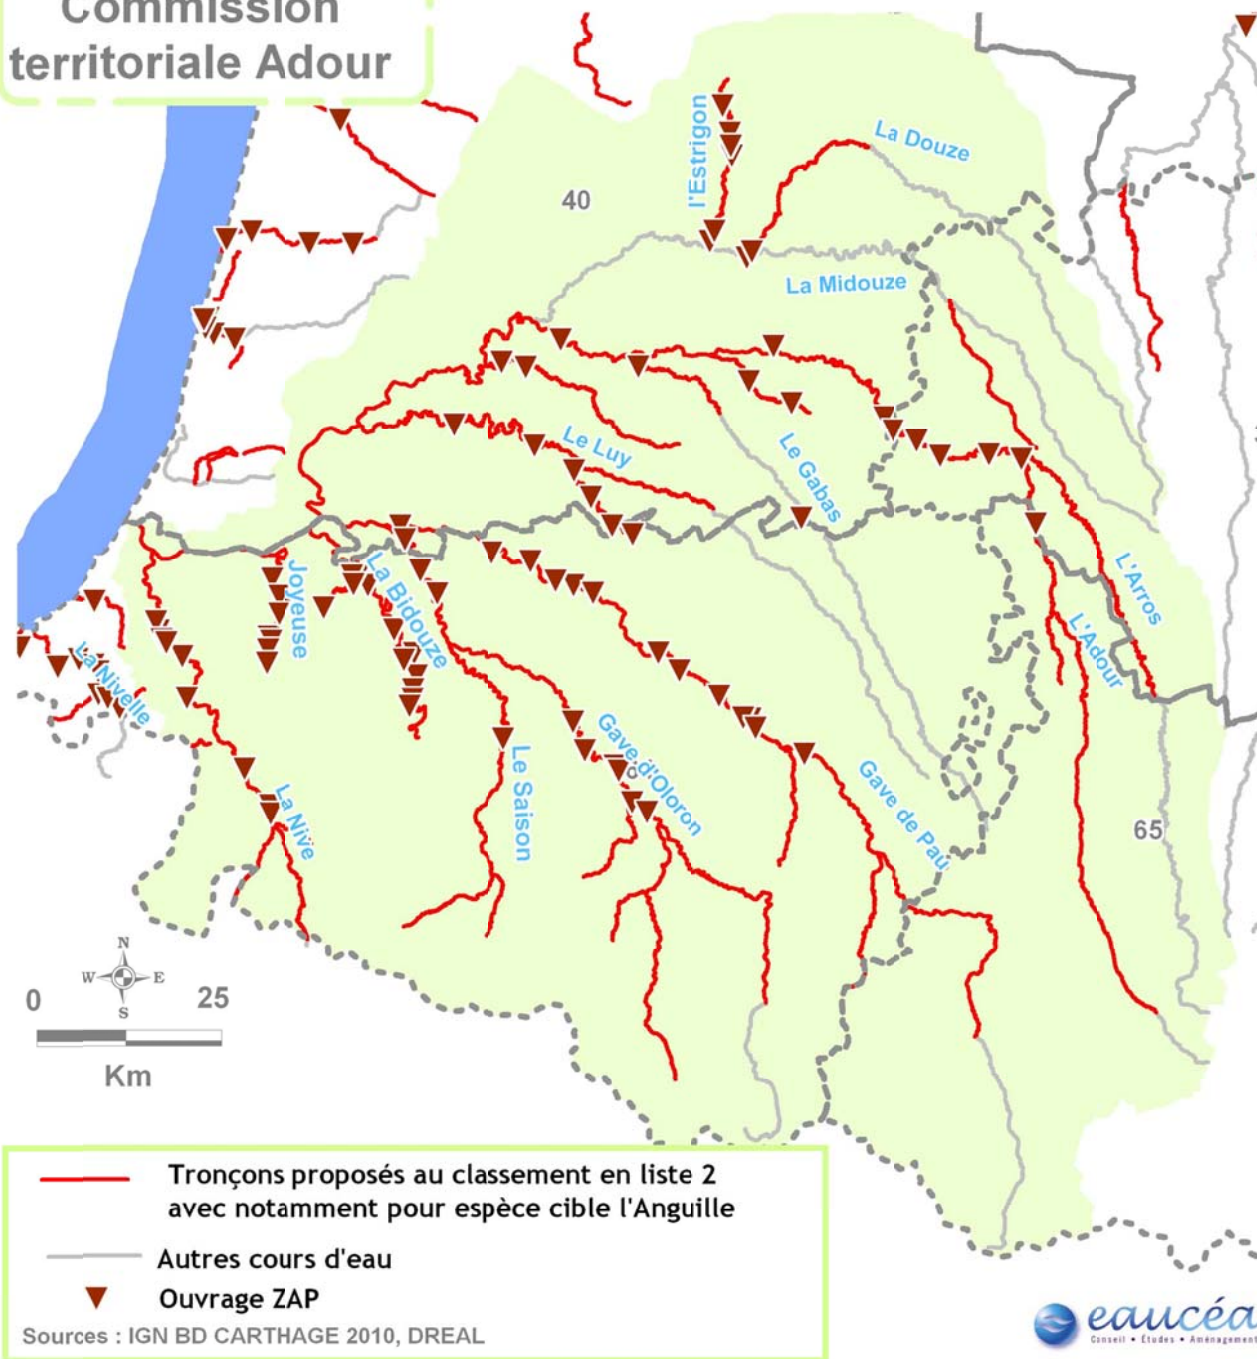 Commission
territoriale Adour
l'Estrigon
La Douze
40
La Midouze
Le Luy
Le Gabas
L'Arros
L'Adour
Joyeuse
La Bidouze
La Nivelle
La Nive
Le Saison
Gave d'Oloron
Gave de Pau
65
N
W E
S
0 25
Km
Tronçons proposés au classement en liste 2
avec notamment pour espèce cible l'Anguille
Autres cours d'eau
Ouvrage ZAP
Sources : IGN BD CARTHAGE 2010, DREAL
eaucéa
Conseil • Études • Aménagement